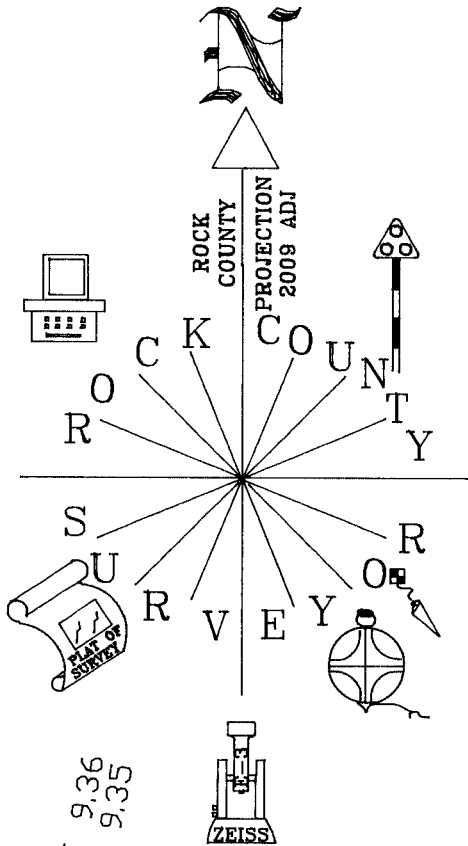 N
ROCK
COUNTY
PROJECTION
2009 ADJ
ROCK COUNTY
SURVEYOR
PLAT OF
SURVEY
ZEISS
9.36
9.35